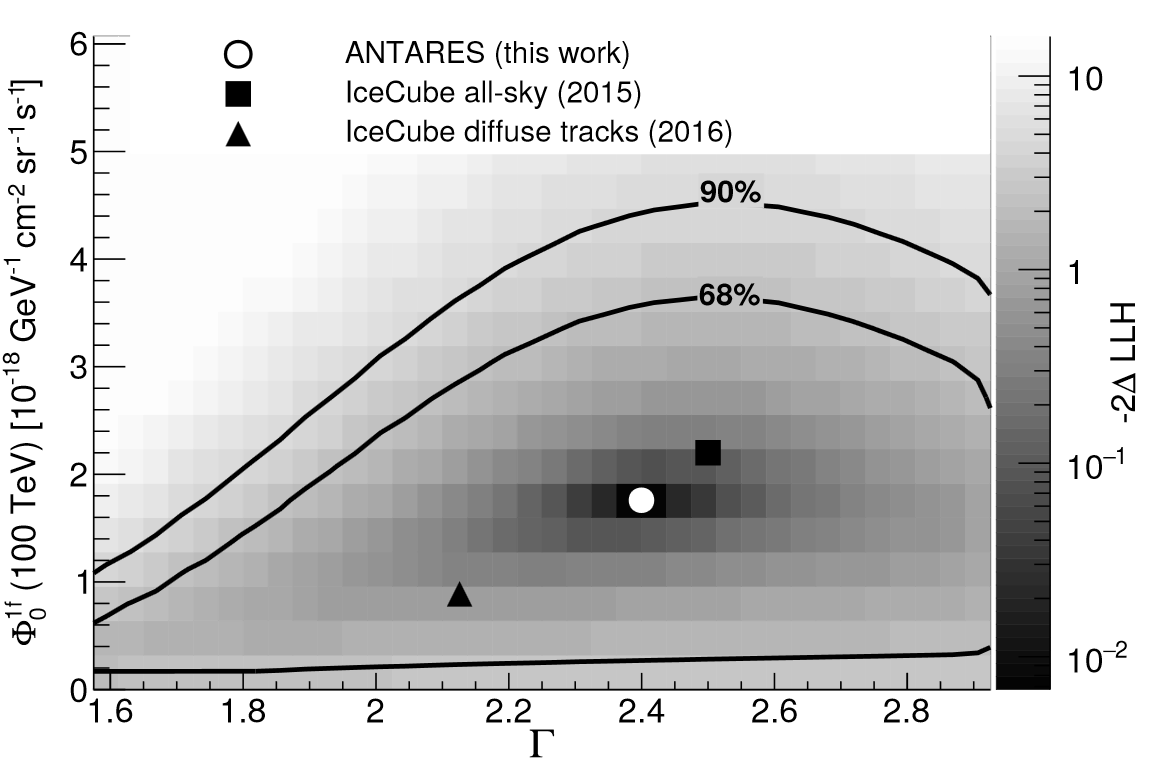 ANTARES (this work)
IceCube all-sky (2015)
IceCube diffuse tracks (2016)
Φ₀¹ᶠ (100 TeV) [10⁻¹⁸ GeV⁻¹ cm⁻² sr⁻¹ s⁻¹]
6
5
4
3
2
1
0
90%
68%
1.6 1.8 2 2.2 2.4 2.6 2.8
Γ
10
1
10⁻¹
10⁻²
-2Δ LLH